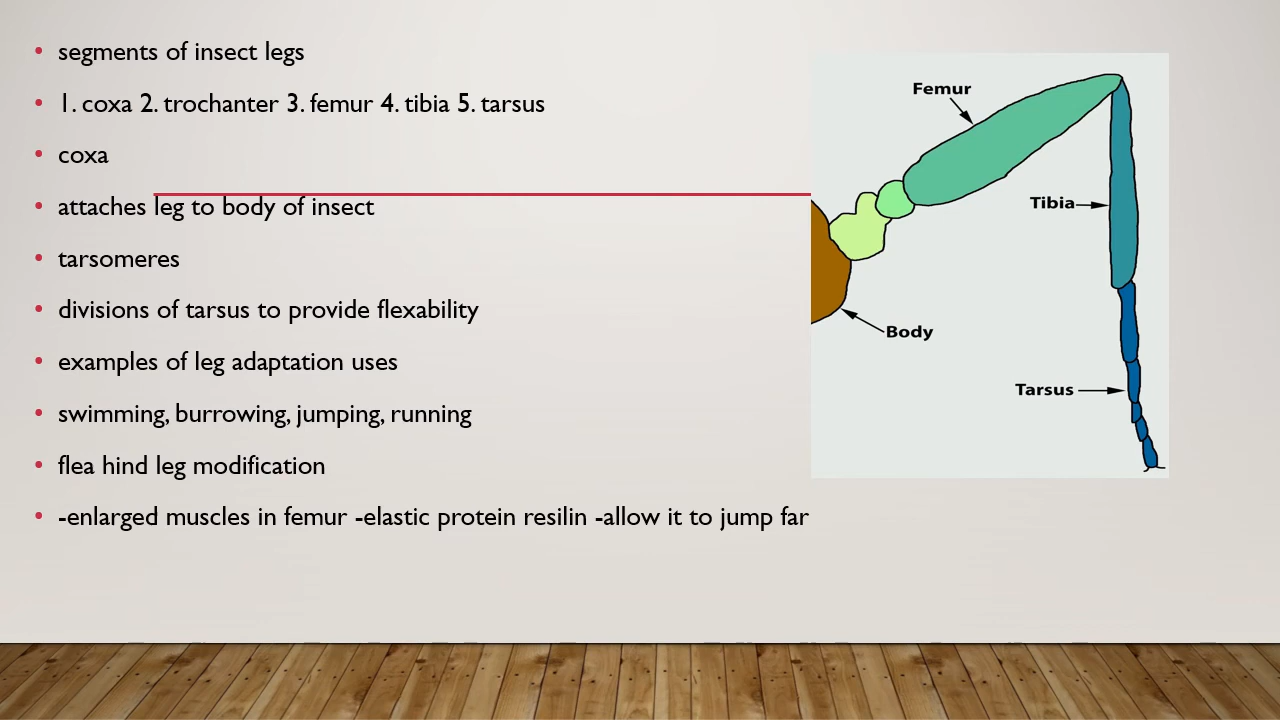 • segments of insect legs
• 1. coxa 2. trochanter 3. femur 4. tibia 5. tarsus
• coxa
• attaches leg to body of insect
• tarsomeres
• divisions of tarsus to provide flexability
• examples of leg adaptation uses
• swimming, burrowing, jumping, running
• flea hind leg modification
• -enlarged muscles in femur -elastic protein resilin -allow it to jump far
Femur
Tibia
Body
Tarsus